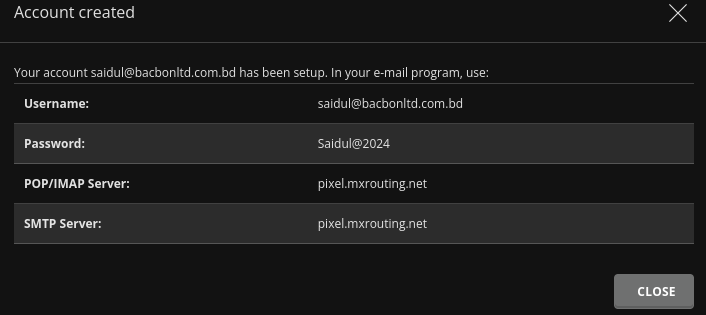 Account created
Your account saidul@bacbonltd.com.bd has been setup. In your e-mail program, use:
Username: saidul@bacbonltd.com.bd
Password: Saidul@2024
POP/IMAP Server: pixel.mxrouting.net
SMTP Server: pixel.mxrouting.net
CLOSE